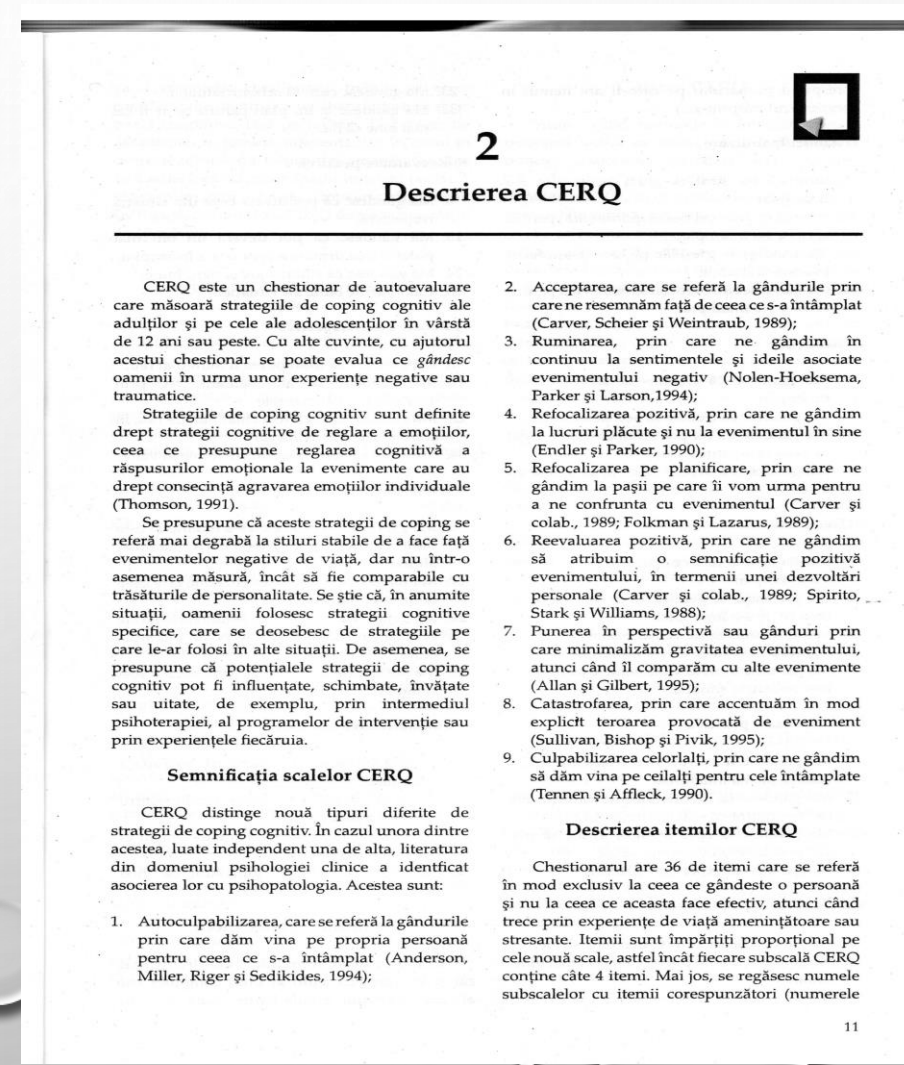 2
Descrierea CERQ
CERQ este un chestionar de autoevaluare
care măsoară strategiile de coping cognitiv ale
adulților și pe cele ale adolescenților în vârstă
de 12 ani sau peste. Cu alte cuvinte, cu ajutorul
acestui chestionar se poate evalua ce gândesc
oamenii în urma unor experiențe negative sau
traumatice.
Strategiile de coping cognitiv sunt definite
drept strategii cognitive de reglare a emoțiilor,
ceea ce presupune reglarea cognitivă a
răspusurilor emoționale la evenimente care au
drept consecință agravarea emoțiilor individuale
(Thomson, 1991).
Se presupune că aceste strategii de coping se
referă mai degrabă la stiluri stabile de a face față
evenimentelor negative de viață, dar nu într-o
asemenea măsură, încât să fie comparabile cu
trăsăturile de personalitate. Se știe că, în anumite
situații, oamenii folosesc strategii cognitive
specifice, care se deosebesc de strategiile pe
care le-ar folosi în alte situații. De asemenea, se
presupune că potențialele strategii de coping
cognitiv pot fi influențate, schimbate, învățate
sau uitate, de exemplu, prin intermediul
psihoterapiei, al programelor de intervenție sau
prin experiențele fiecăruia.
Semnificația scalelor CERQ
CERQ distinge nouă tipuri diferite de
strategii de coping cognitiv. În cazul unora dintre
acestea, luate independent una de alta, literatura
din domeniul psihologiei clinice a identficat
asocierea lor cu psihopatologia. Acestea sunt:
1. Autoculpabilizarea, care se referă la gândurile
prin care dăm vina pe propria persoană
pentru ceea ce s-a întâmplat (Anderson,
Miller, Riger și Sedikides, 1994);
2. Acceptarea, care se referă la gândurile prin
care ne resemnăm față de ceea ce s-a întâmplat
(Carver, Scheier și Weintraub, 1989);
3. Ruminarea, prin care ne gândim în
continuu la sentimentele și ideile asociate
evenimentului negativ (Nolen-Hoeksema,
Parker și Larson,1994);
4. Refocalizarea pozitivă, prin care ne gândim
la lucruri plăcute și nu la evenimentul în sine
(Endler și Parker, 1990);
5. Refocalizarea pe planificare, prin care ne
gândim la pașii pe care îi vom urma pentru
a ne confrunta cu evenimentul (Carver și
colab., 1989; Folkman și Lazarus, 1989);
6. Reevaluarea pozitivă, prin care ne gândim
să atribuim o semnificație pozitivă
evenimentului, în termenii unei dezvoltări
personale (Carver și colab., 1989; Spirito,
Stark și Williams, 1988);
7. Punerea în perspectivă sau gânduri prin
care minimalizăm gravitatea evenimentului,
atunci când îl comparăm cu alte evenimente
(Allan și Gilbert, 1995);
8. Catastrofarea, prin care accentuăm în mod
explicit teroarea provocată de eveniment
(Sullivan, Bishop și Pivik, 1995);
9. Culpabilizarea celorlalți, prin care ne gândim
să dăm vina pe ceilalți pentru cele întâmplate
(Tennen și Affleck, 1990).
Descrierea itemilor CERQ
Chestionarul are 36 de itemi care se referă
în mod exclusiv la ceea ce gândeste o persoană
și nu la ceea ce aceasta face efectiv, atunci când
trece prin experiențe de viață amenințătoare sau
stresante. Itemii sunt împărțiți proporțional pe
cele nouă scale, astfel încât fiecare subscală CERQ
conține câte 4 itemi. Mai jos, se regăsesc numele
subscalelor cu itemii corespunzători (numerele
11